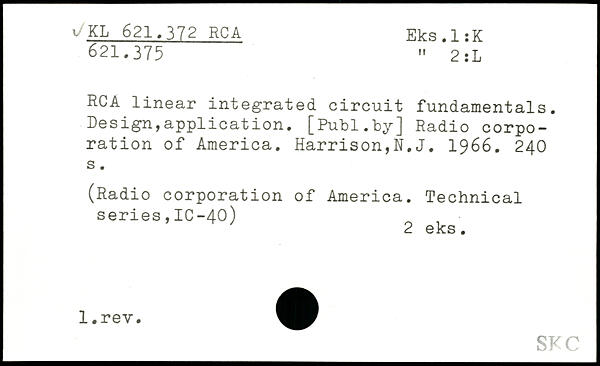 ✓KL 621.372 RCA Eks.1:K
621.375 " 2:L
RCA linear integrated circuit fundamentals.
Design,application. [Publ.by] Radio corpo-
ration of America. Harrison,N.J. 1966. 240
s.
(Radio corporation of America. Technical
series,IC-40)
2 eks.
1.rev.
SKC